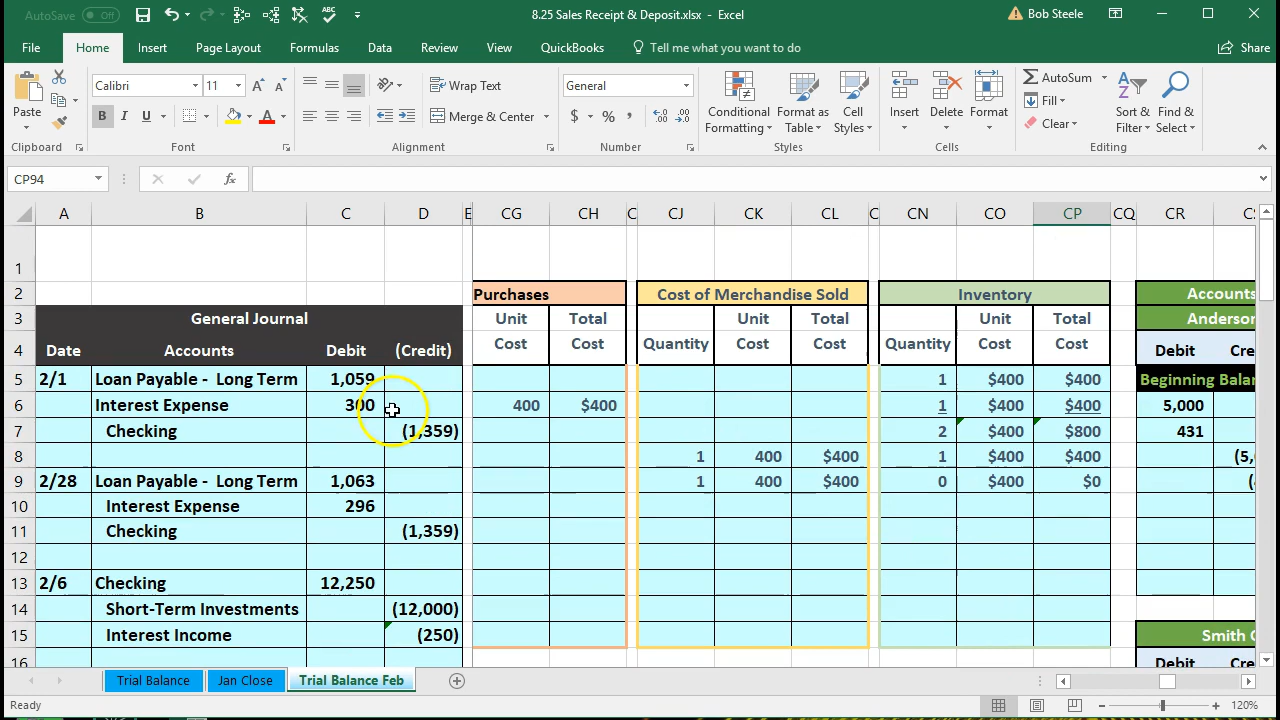 AutoSave Off 8.25 Sales Receipt & Deposit.xlsx - Excel Bob Steele
File Home Insert Page Layout Formulas Data Review View QuickBooks Tell me what you want to do Share
Calibri 11 Wrap Text General AutoSum
Paste Merge & Center Conditional Formatting Format as Table Cell Styles Insert Delete Format Fill Clear Sort & Filter Find & Select
Clipboard Font Alignment Number Styles Cells Editing
CP94 fx
A B C D E CG CH C CJ CK CL C CN CO CP CQ CR CS
1
2 Purchases Cost of Merchandise Sold Inventory Accounts
3 General Journal Unit Total Unit Total Unit Total Anderson
4 Date Accounts Debit (Credit) Cost Cost Quantity Cost Cost Quantity Cost Cost Debit Cre
5 2/1 Loan Payable - Long Term 1,059 1 $400 $400 Beginning Balan
6 Interest Expense 300 400 $400 1 $400 $400 5,000
7 Checking (1,359) 2 $400 $800 431
8 1 400 $400 1 $400 $400 (5,
9 2/28 Loan Payable - Long Term 1,063 1 400 $400 0 $400 $0
10 Interest Expense 296
11 Checking (1,359)
12
13 2/6 Checking 12,250
14 Short-Term Investments (12,000)
15 Interest Income (250) Smith
16 Debit Cre
Trial Balance Jan Close Trial Balance Feb
Ready 120%